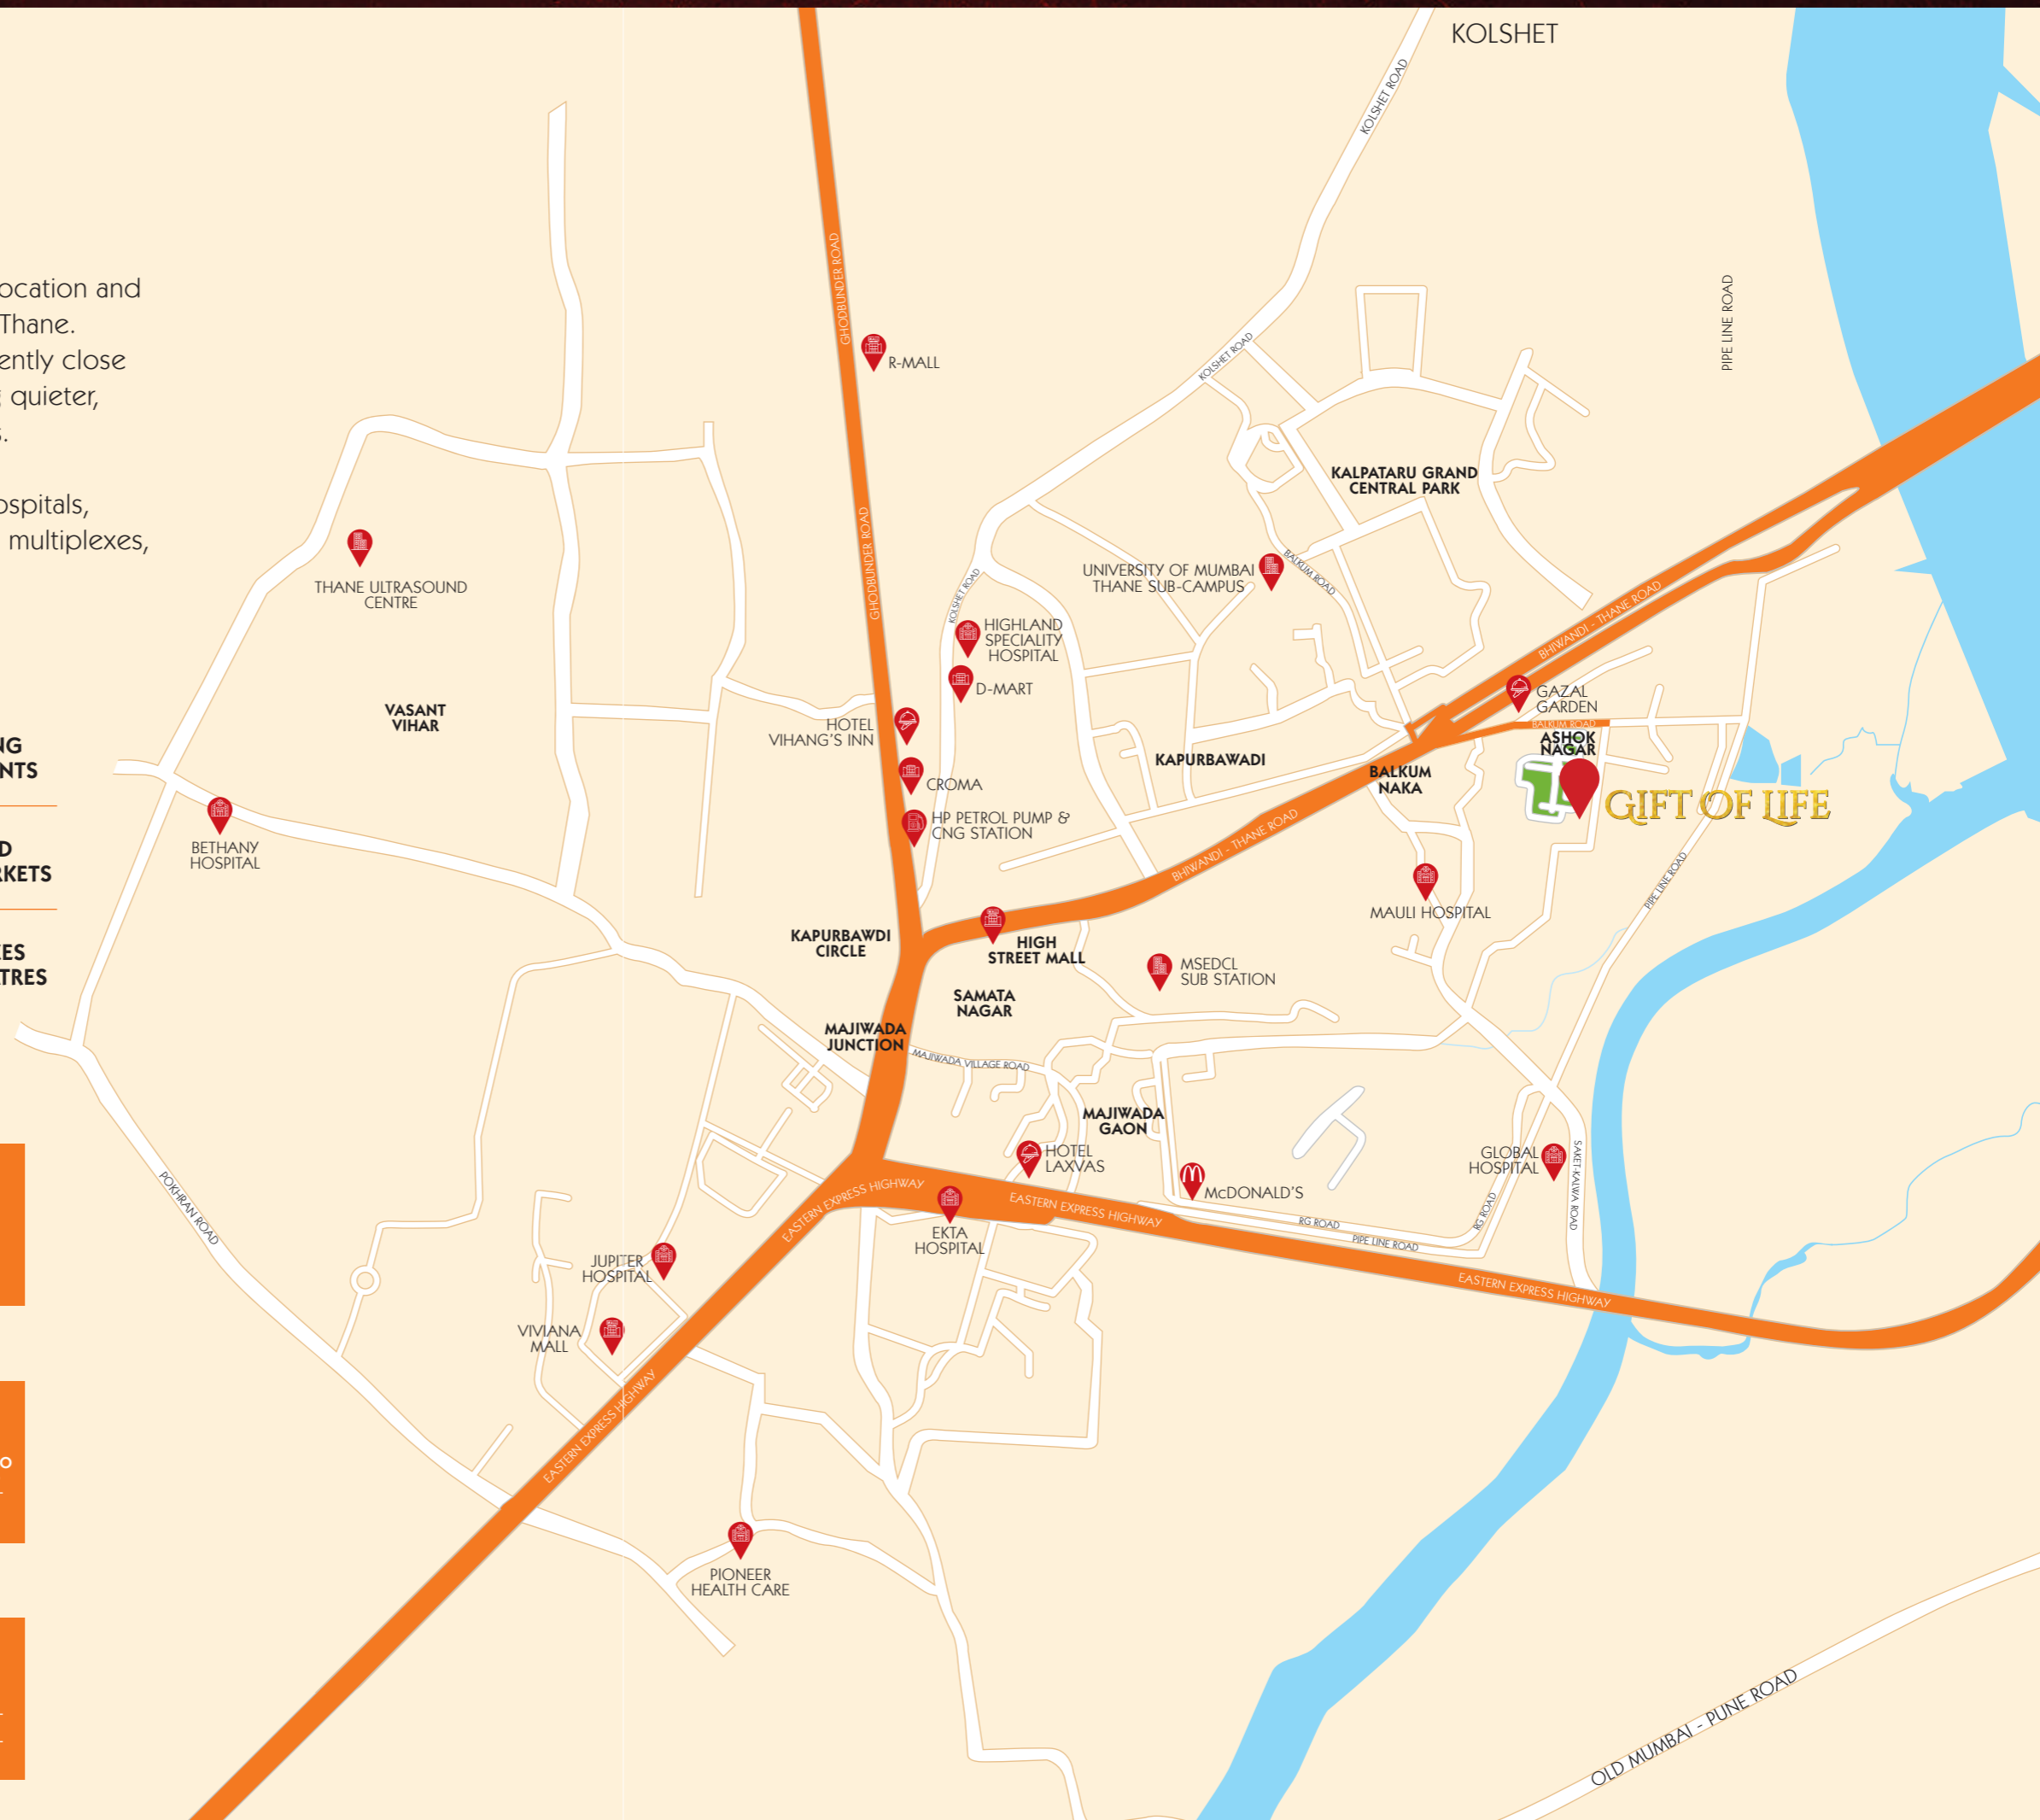 KOLSHET
KOLSHET ROAD
GHODBUNDER ROAD
PIPE LINE ROAD
ocation and
Thane.
ently close
quieter,
R-MALL
KOLSHET ROAD
KALPATARU GRAND
CENTRAL PARK
ospitals,
multiplexes,
GHODBUNDER ROAD
THANE ULTRASOUND
CENTRE
KOLSHET ROAD
UNIVERSITY OF MUMBAI
THANE SUB-CAMPUS
BALKUM ROAD
BHIWANDI - THANE ROAD
HIGHLAND
SPECIALITY
HOSPITAL
D-MART
GAZAL
GARDEN
BALKUM ROAD
VASANT
VIHAR
HOTEL
VIHANG'S INN
ASHOK
NAGAR
NG
NTS
KAPURBAWADI
BALKUM
NAKA
CROMA
GIFT OF LIFE
HP PETROL PUMP &
CNG STATION
BETHANY
HOSPITAL
D
RKETS
BHIWANDI - THANE ROAD
PIPE LINE ROAD
MAULI HOSPITAL
KAPURBAWDI
CIRCLE
HIGH
STREET MALL
ES
TRES
MSEDCL
SUB STATION
SAMATA
NAGAR
MAJIWADA
JUNCTION
MAJIWADA VILLAGE ROAD
MAJIWADA
GAON
POKHRAN ROAD
HOTEL
LAXVAS
GLOBAL
HOSPITAL
SAKET-KALWA ROAD
McDONALD'S
EASTERN EXPRESS HIGHWAY
EASTERN EXPRESS HIGHWAY
RG ROAD
RG ROAD
PIPE LINE ROAD
EKTA
HOSPITAL
JUPITER
HOSPITAL
EASTERN EXPRESS HIGHWAY
VIVIANA
MALL
EASTERN EXPRESS HIGHWAY
O
PIONEER
HEALTH CARE
OLD MUMBAI - PUNE ROAD